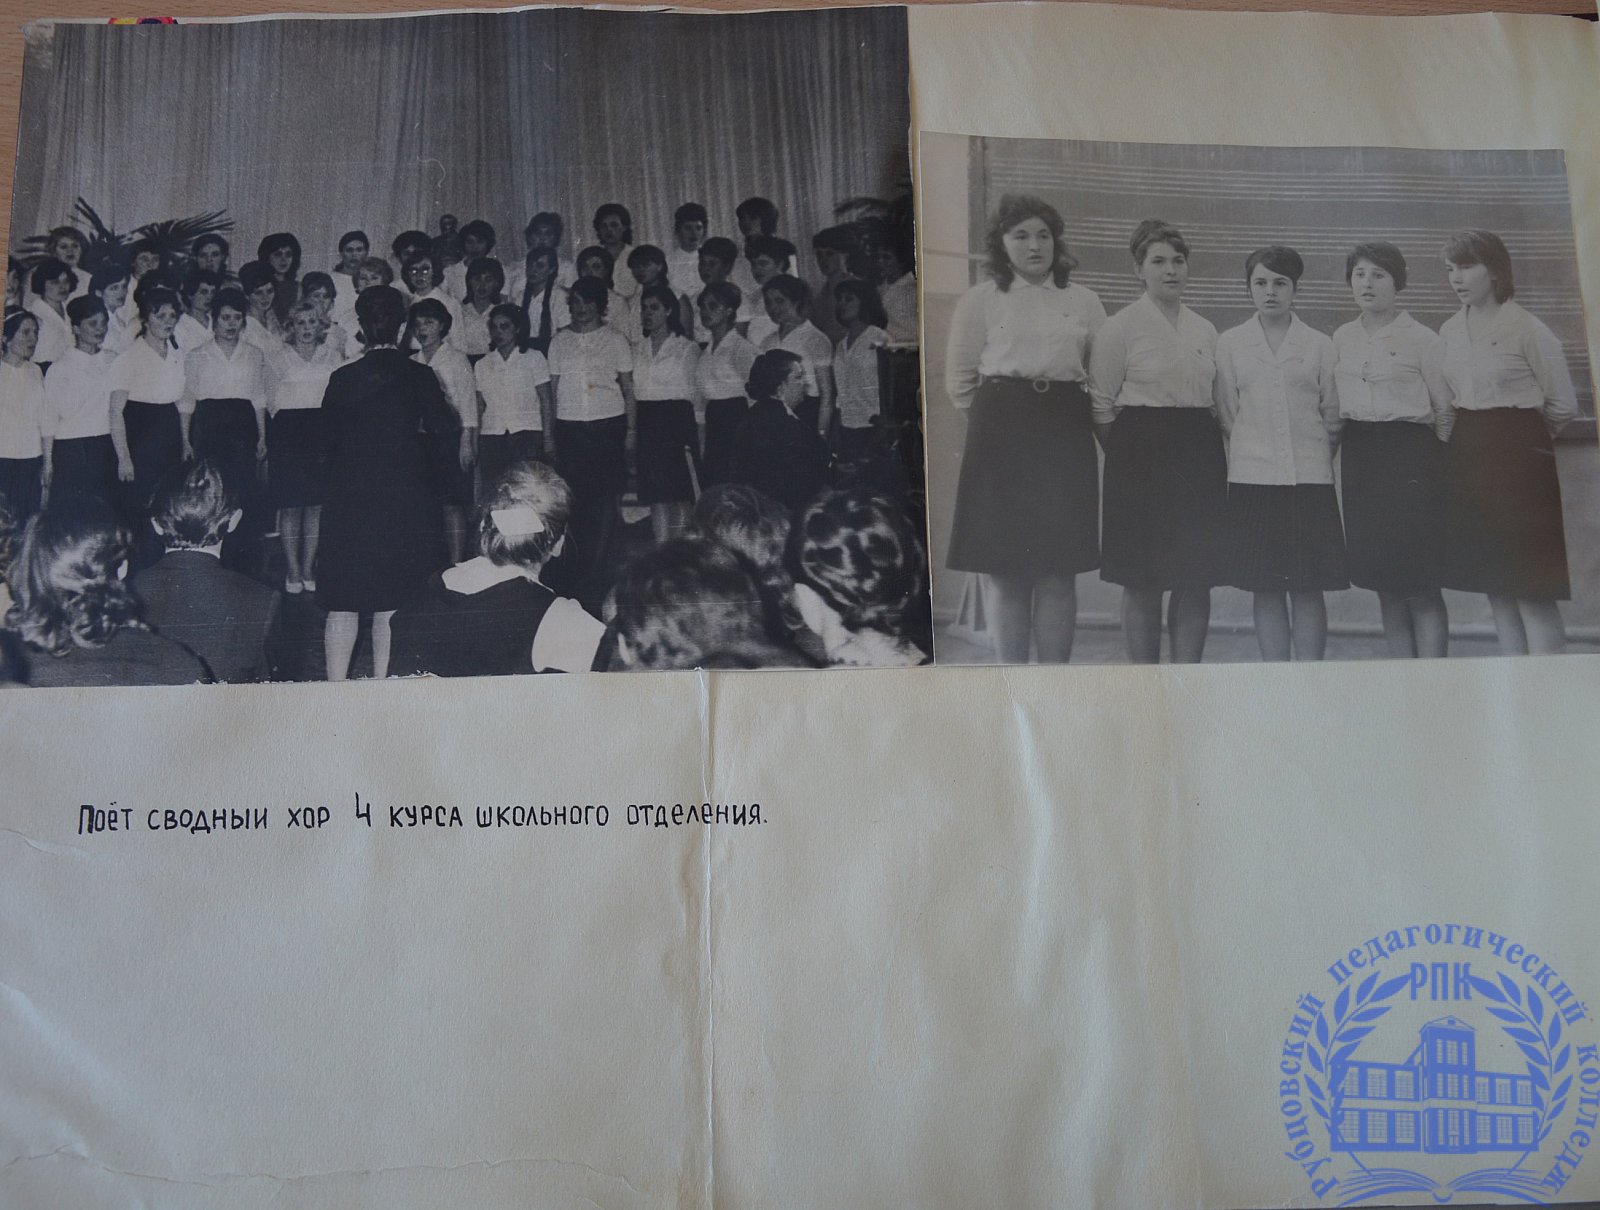 Поёт сводныи хор 4 курса школьного отделения.
Рубцовский педагогический колледж
РПК